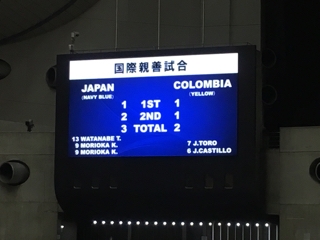 国際親善試合
JAPAN COLOMBIA
(NAVY BLUE) (YELLOW)
1 1ST 1
2 2ND 1
3 TOTAL 2
13 WATANABE T.
9 MORIOKA K. 7 J.TORO
9 MORIOKA K. 6 J.CASTILLO